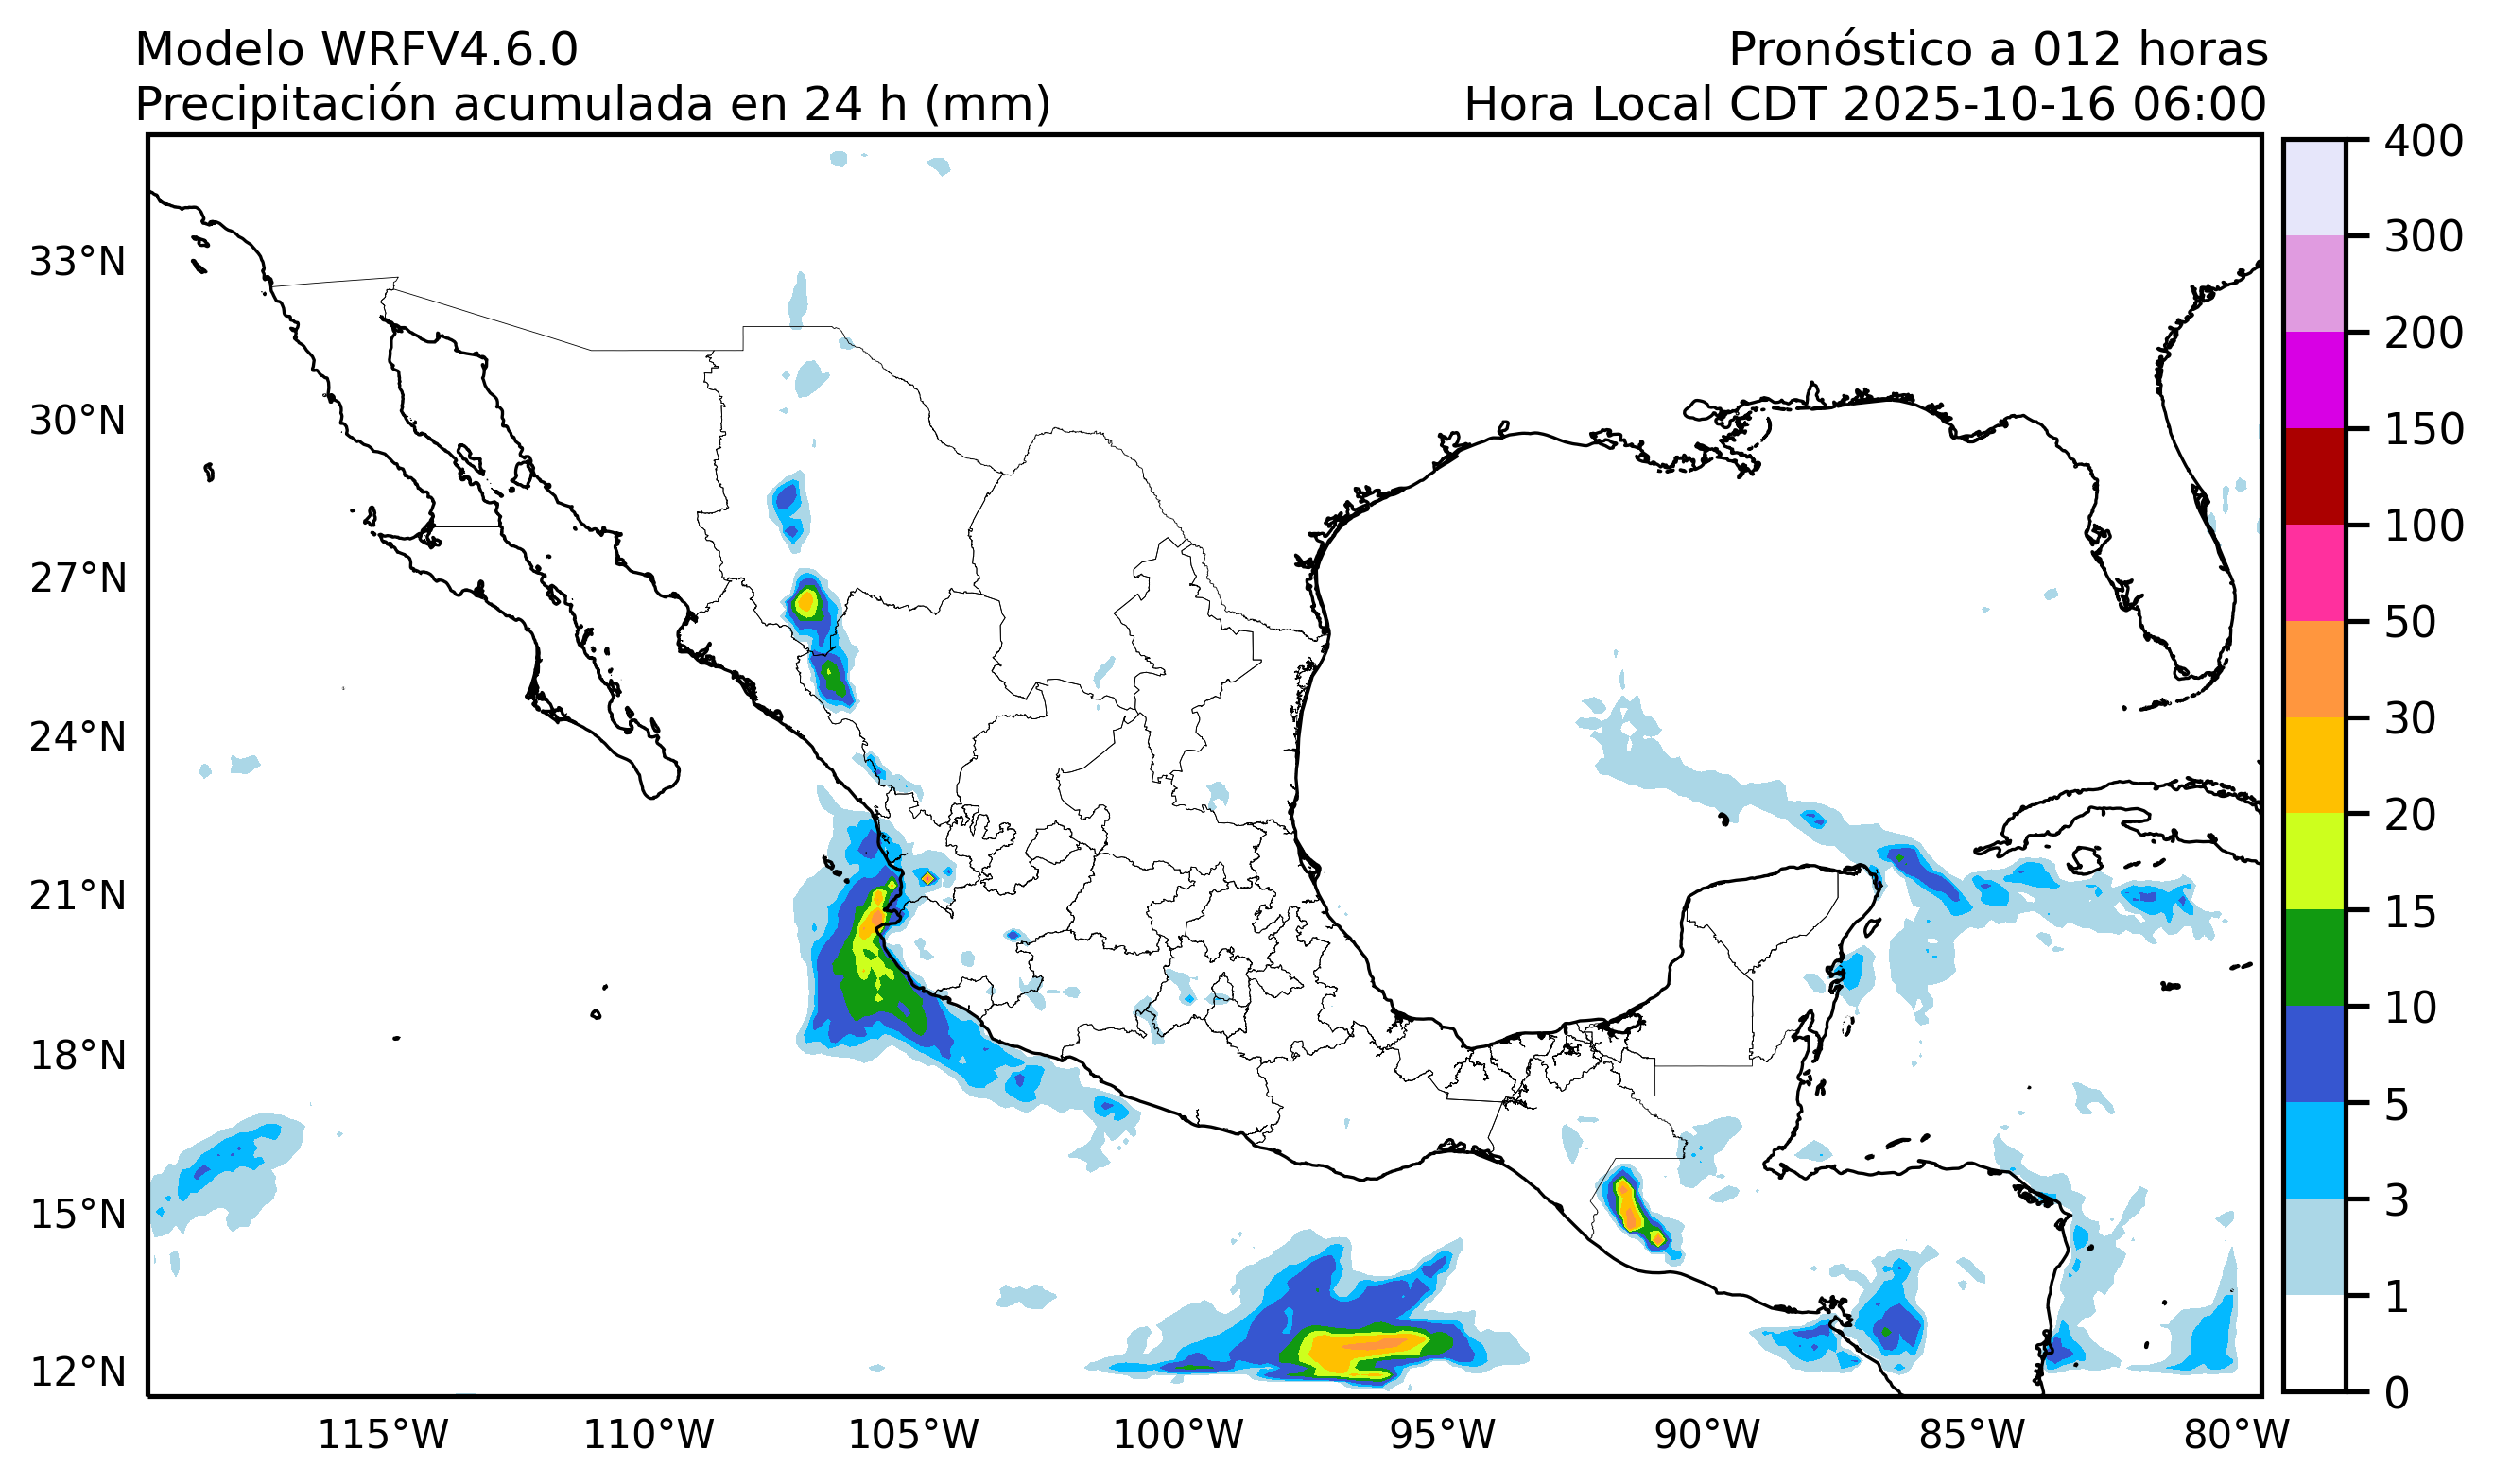 Modelo WRFV4.6.0
Pronóstico a 012 horas
Precipitación acumulada en 24 h (mm)
Hora Local CDT 2025-10-16 06:00
33°N
30°N
27°N
24°N
21°N
18°N
15°N
12°N
115°W
110°W
105°W
100°W
95°W
90°W
85°W
80°W
400
300
200
150
100
50
30
20
15
10
5
3
1
0